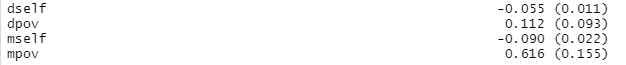 dself -0.055 (0.011)
dpov 0.112 (0.093)
mself -0.090 (0.022)
mpov 0.616 (0.155)